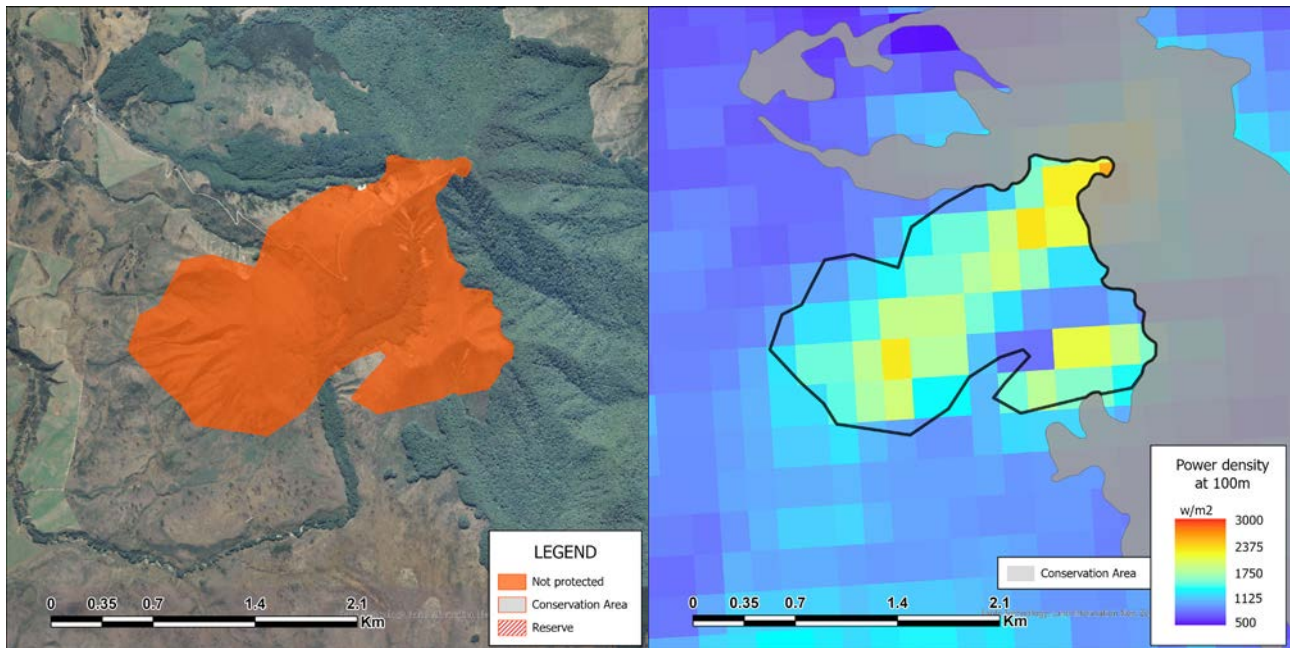 LEGEND
Not protected
Conservation Area
Reserve
0 0.35 0.7 1.4 2.1
Km
Power density
at 100m
w/m2
3000
2375
1750
1125
500
Conservation Area
0 0.35 0.7 1.4 2.1
Km